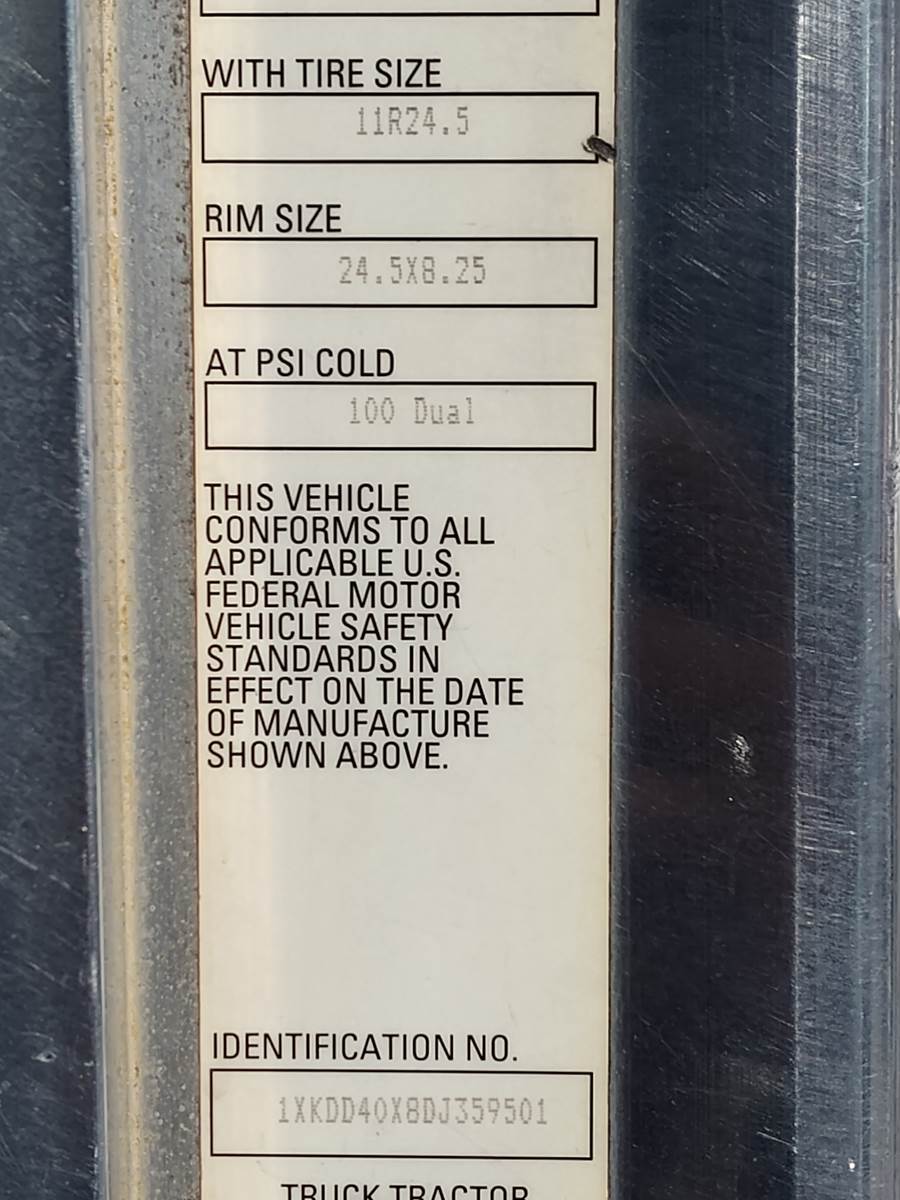 WITH TIRE SIZE
11R24.5
RIM SIZE
24.5X8.25
AT PSI COLD
100 Dual
THIS VEHICLE
CONFORMS TO ALL
APPLICABLE U.S.
FEDERAL MOTOR
VEHICLE SAFETY
STANDARDS IN
EFFECT ON THE DATE
OF MANUFACTURE
SHOWN ABOVE.
IDENTIFICATION NO.
1XKDD40X8DJ359501
TRUCK TRACTOR